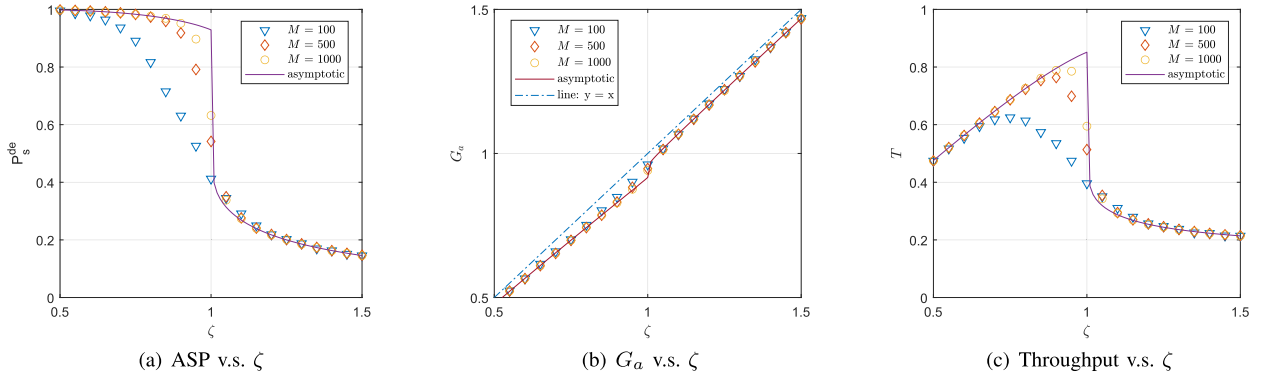 1
0.8
0.6
0.4
0.2
0
P_s^de
0.5
1
1.5
ζ
M = 100
M = 500
M = 1000
asymptotic
(a) ASP v.s. ζ
1.5
1
0.5
G_a
0.5
1
1.5
ζ
M = 100
M = 500
M = 1000
asymptotic
line: y = x
(b) G_a v.s. ζ
1
0.8
0.6
0.4
0.2
0
T
0.5
1
1.5
ζ
M = 100
M = 500
M = 1000
asymptotic
(c) Throughput v.s. ζ